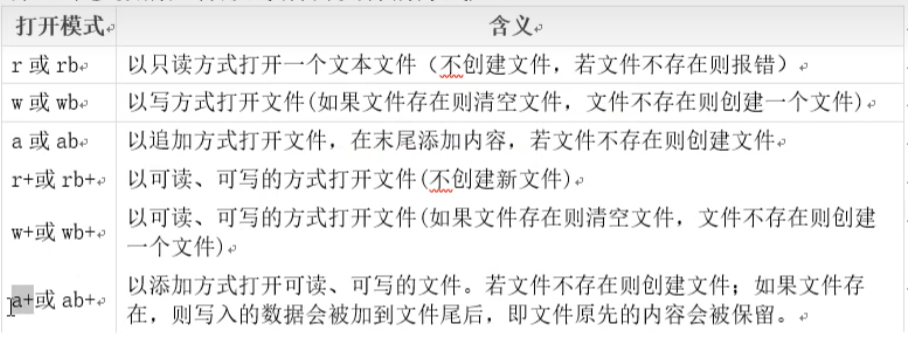 打开模式 含义
r 或 rb 以只读方式打开一个文本文件（不创建文件，若文件不存在则报错）
w 或 wb 以写方式打开文件(如果文件存在则清空文件，文件不存在则创建一个文件)
a 或 ab 以追加方式打开文件，在末尾添加内容，若文件不存在则创建文件
r+或 rb+ 以可读、可写的方式打开文件(不创建新文件)
w+或 wb+ 以可读、可写的方式打开文件(如果文件存在则清空文件，文件不存在则创建
一个文件)
a+或 ab+ 以添加方式打开可读、可写的文件。若文件不存在则创建文件；如果文件存
在，则写入的数据会被加到文件尾后，即文件原先的内容会被保留。